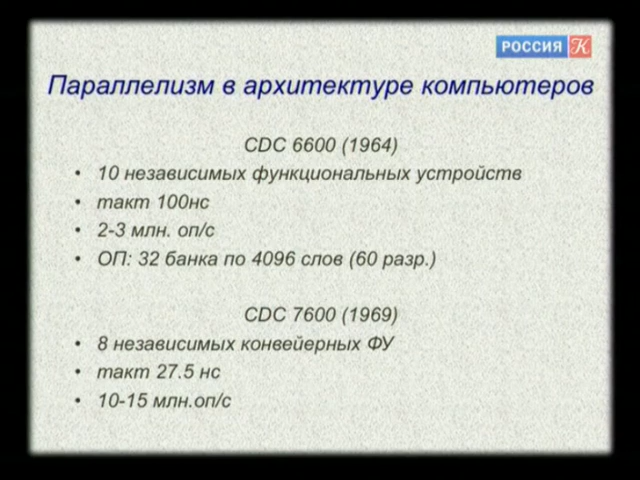 РОССИЯ К
Параллелизм в архитектуре компьютеров
CDC 6600 (1964)
• 10 независимых функциональных устройств
• такт 100нс
• 2-3 млн. оп/с
• ОП: 32 банка по 4096 слов (60 разр.)
CDC 7600 (1969)
• 8 независимых конвейерных ФУ
• такт 27.5 нс
• 10-15 млн.оп/с